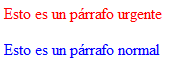 Esto es un párrafo urgente
Esto es un párrafo normal